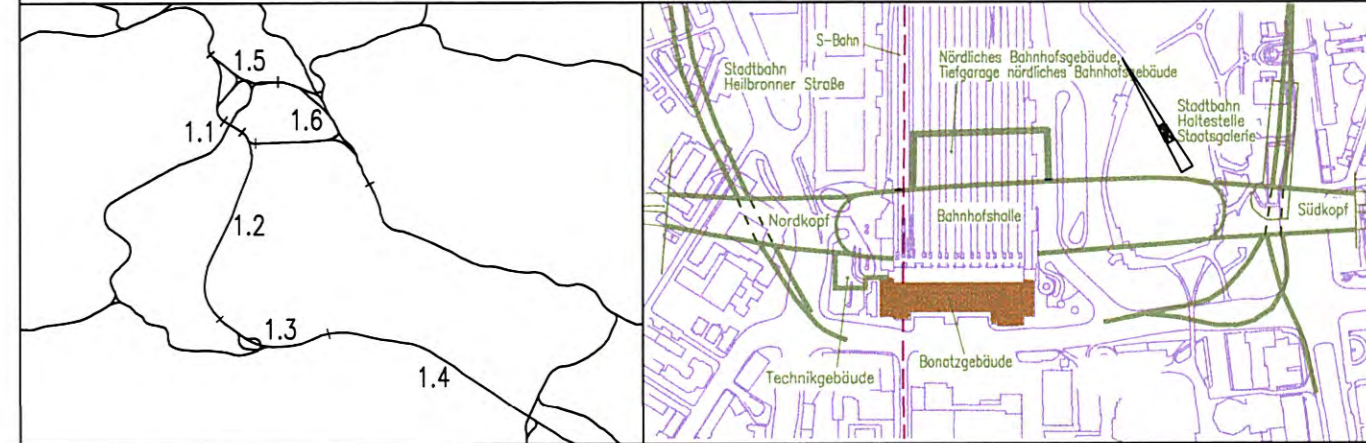 1.5
1.1
1.6
1.2
1.3
1.4
S-Bahn
Stadtbahn
Heilbronner Straße
Nördliches Bahnhofsgebäude,
Tiefgarage nördliches Bahnhofsgebäude
Stadtbahn
Haltestelle
Staatsgalerie
Nordkopf
Bahnhofshalle
Südkopf
Technikgebäude
Bonatzgebäude